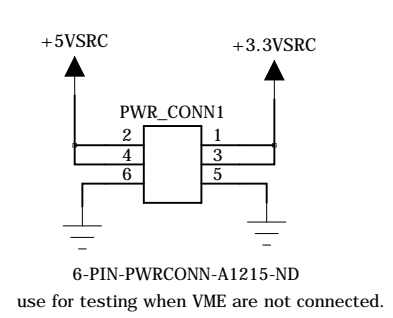 +5VSRC
+3.3VSRC
PWR_CONN1
2 1
4 3
6 5
6-PIN-PWRCONN-A1215-ND
use for testing when VME are not connected.